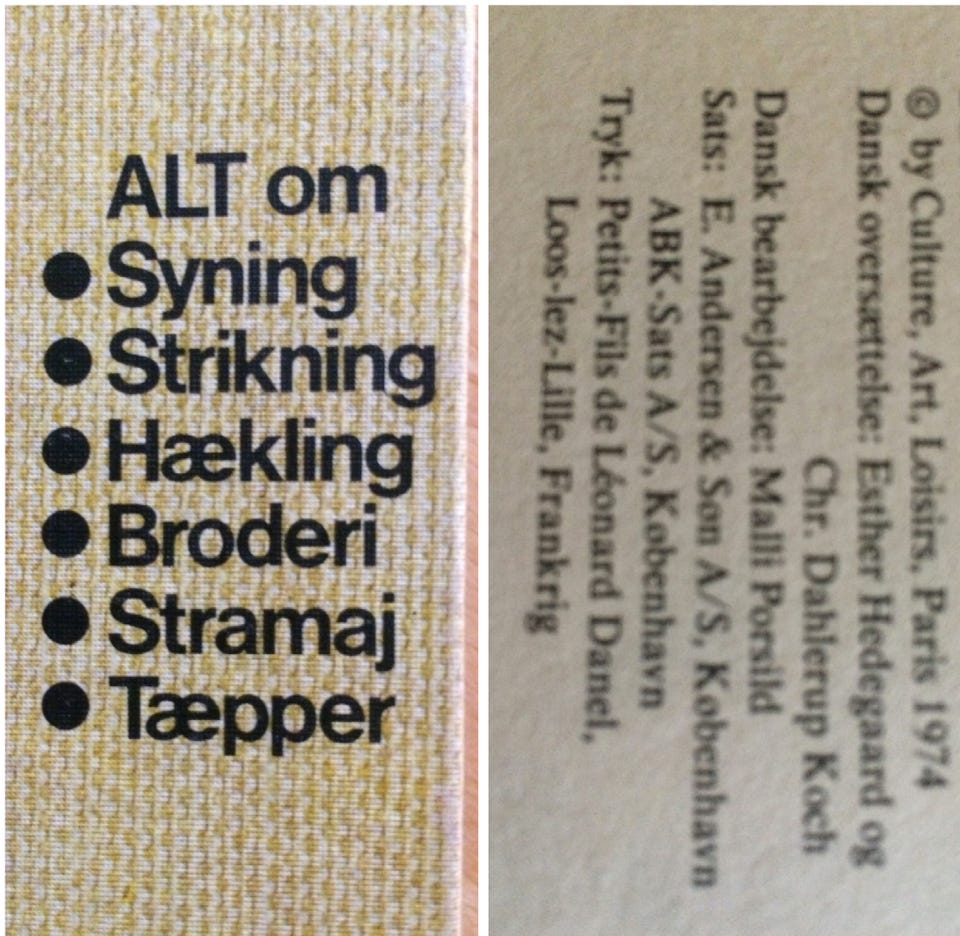 ALT om
• Syning
• Strikning
• Hækling
• Broderi
• Stramaj
• Tæpper
© by Culture, Art, Loisirs, Paris 1974
Dansk oversættelse: Esther Hedegaard og
Chr. Dahlerup Koch
Dansk bearbejdelse: Malli Porsild
Sats: E. Andersen & Son A/S, København
ABK-Sats A/S, København
Tryk: Petits-Fils de Léonard Danel,
Loos-lez-Lille, Frankrig